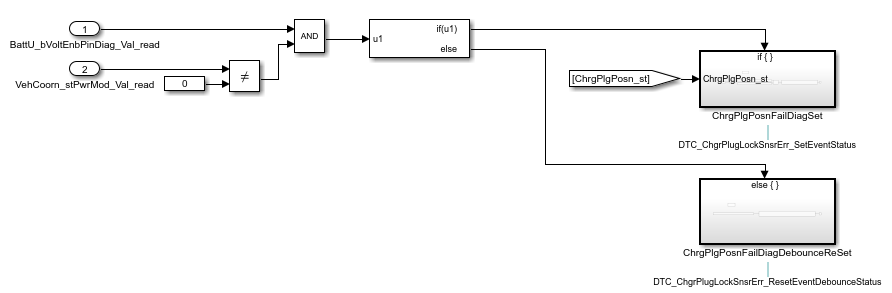 1
BattU_bVoltEnbPinDiag_Val_read
2
VehCoorn_stPwrMod_Val_read
0
≠
AND
u1
if(u1)
else
[ChrgPlgPosn_st]
if { }
ChrgPlgPosn_st
ChrgPlgPosnFailDiagSet
DTC_ChgrPlugLockSnsrErr_SetEventStatus
else { }
ChrgPlgPosnFailDiagDebounceReSet
DTC_ChgrPlugLockSnsrErr_ResetEventDebounceStatus